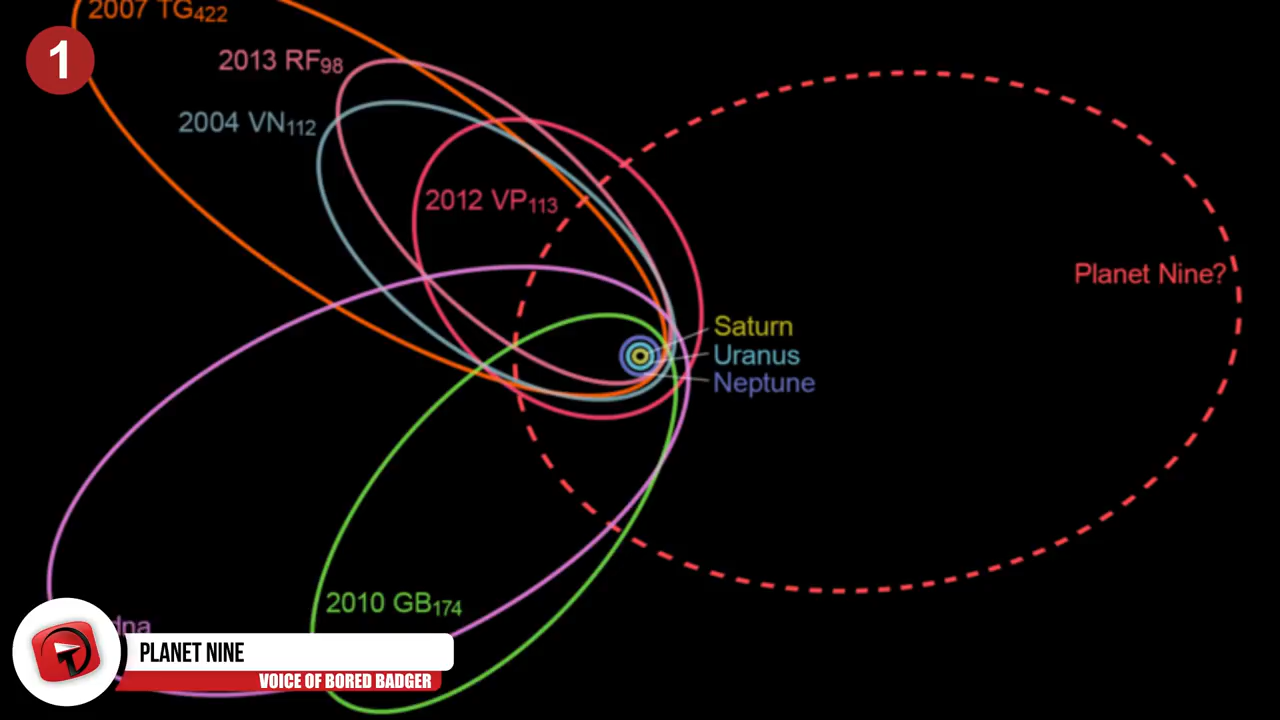 2007 TG422
1
2013 RF98
2004 VN112
2012 VP113
Planet Nine?
Saturn
Uranus
Neptune
2010 GB174
dna
PLANET NINE
VOICE OF BORED BADGER